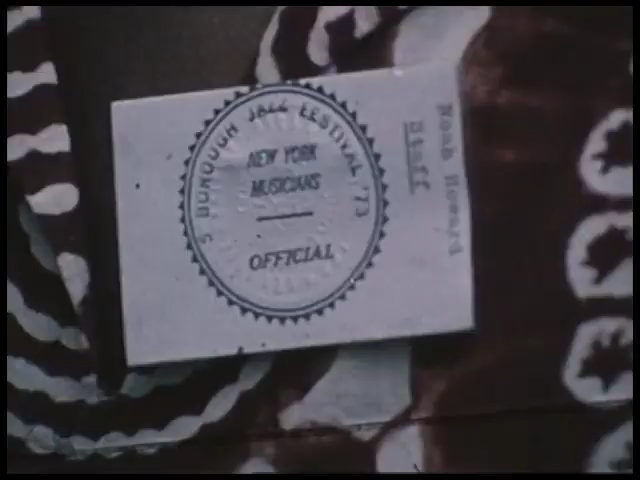 5 BOROUGH JAZZ FESTIVAL '73
NEW YORK
MUSICIANS
OFFICIAL
Noah Howard
Staff